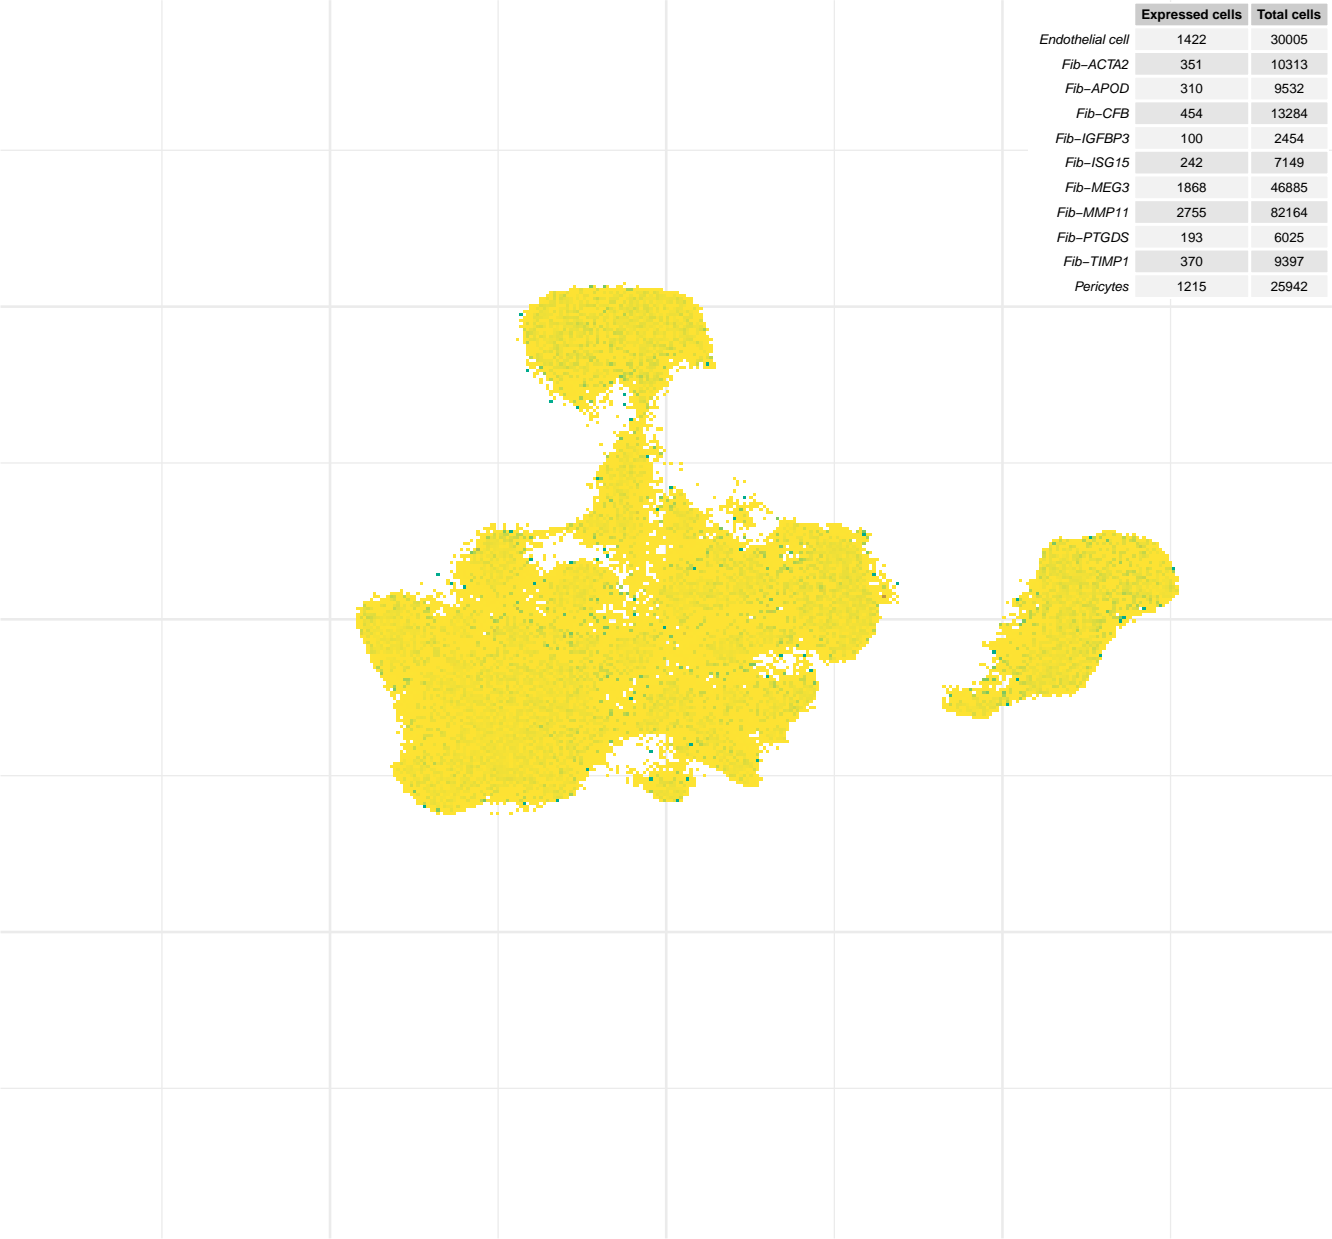 Expressed cells Total cells
Endothelial cell 1422 30005
Fib−ACTA2 351 10313
Fib−APOD 310 9532
Fib−CFB 454 13284
Fib−IGFBP3 100 2454
Fib−ISG15 242 7149
Fib−MEG3 1868 46885
Fib−MMP11 2755 82164
Fib−PTGDS 193 6025
Fib−TIMP1 370 9397
Pericytes 1215 25942